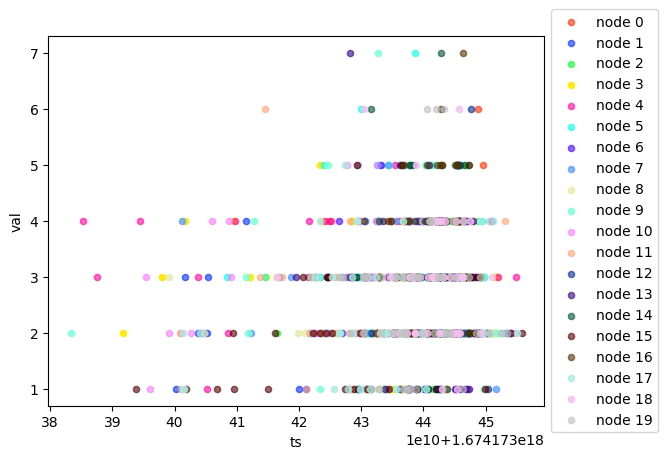 7
6
5
4
3
2
1
val
38 39 40 41 42 43 44 45
ts
1e10+1.674173e18
node 0
node 1
node 2
node 3
node 4
node 5
node 6
node 7
node 8
node 9
node 10
node 11
node 12
node 13
node 14
node 15
node 16
node 17
node 18
node 19